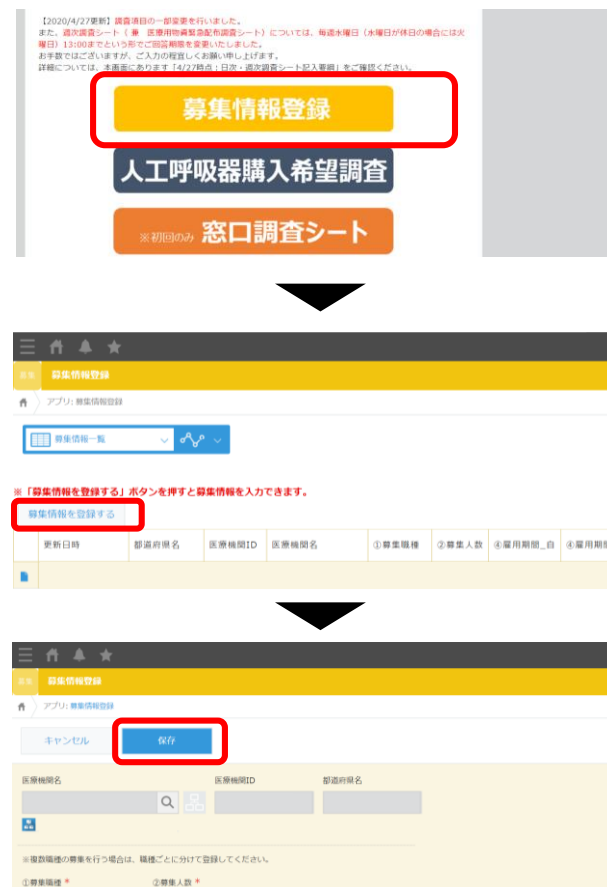 【2020/4/27更新】調査項目の一部変更を行いました。
また、週次調査シート（ 兼 医療用物資緊急配布調査シート）については、毎週水曜日（水曜日が休日の場合には火
曜日）13:00までという形でご回答期限を変更いたしました。
お手数ではございますが、ご入力の程宜しくお願い申し上げます。
詳細については、本画面にあります「4/27時点：日次・週次調査シート記入要綱」をご確認ください。
募集情報登録
人工呼吸器購入希望調査
※初回のみ 窓口調査シート
募集情報登録
アプリ: 募集情報登録
募集情報一覧
※「募集情報を登録する」ボタンを押すと募集情報を入力できます。
募集情報を登録する
更新日時 都道府県名 医療機関ID 医療機関名 ①募集職種 ②募集人数 ④雇用期間_自 ④雇用期間
募集情報登録
アプリ: 募集情報登録
キャンセル 保存
医療機関名 医療機関ID 都道府県名
※複数職種の募集を行う場合は、職種ごとに分けて登録してください。
①募集職種 * ②募集人数 *